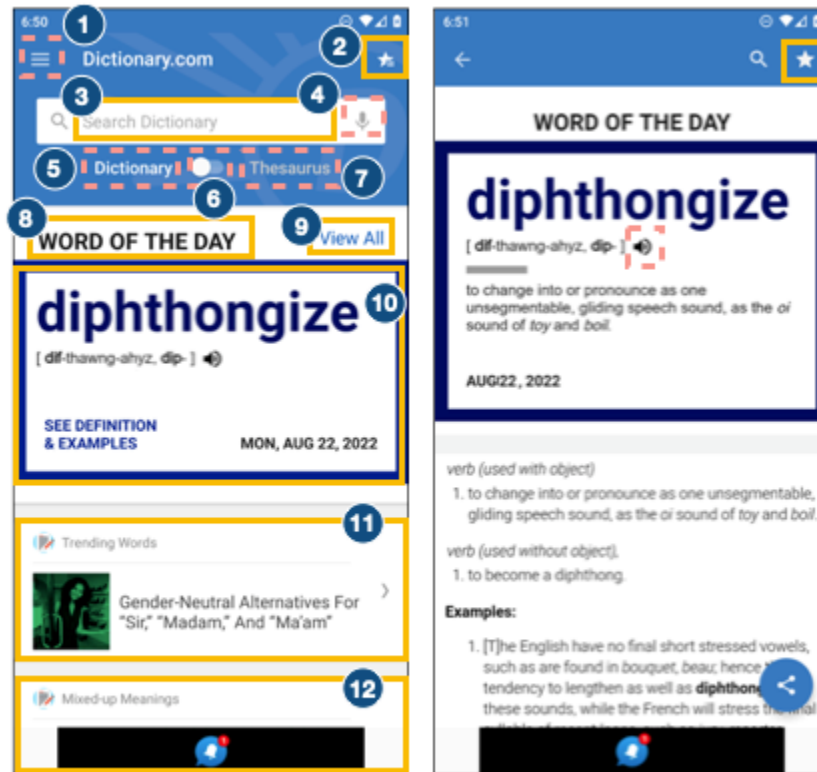 6:50
1
Dictionary.com
2
3
4
Search Dictionary
5
Dictionary
Thesaurus
7
6
8
WORD OF THE DAY
9
View All
diphthongize
10
[ dif-thawng-ahyz, dip- ]
SEE DEFINITION
& EXAMPLES
MON, AUG 22, 2022
11
Trending Words
Gender-Neutral Alternatives For
"Sir," "Madam," And "Ma'am"
12
Mixed-up Meanings
1
6:51
WORD OF THE DAY
diphthongize
[ dif-thawng-ahyz, dip- ]
to change into or pronounce as one
unsegmentable, gliding speech sound, as the oi
sound of toy and boil.
AUG22, 2022
verb (used with object)
1. to change into or pronounce as one unsegmentable,
gliding speech sound, as the oi sound of toy and boil.
verb (used without object),
1. to become a diphthong.
Examples:
1. [T]he English have no final short stressed vowels,
such as are found in bouquet, beau; hence
tendency to lengthen as well as
these sounds, while the French will stress
1